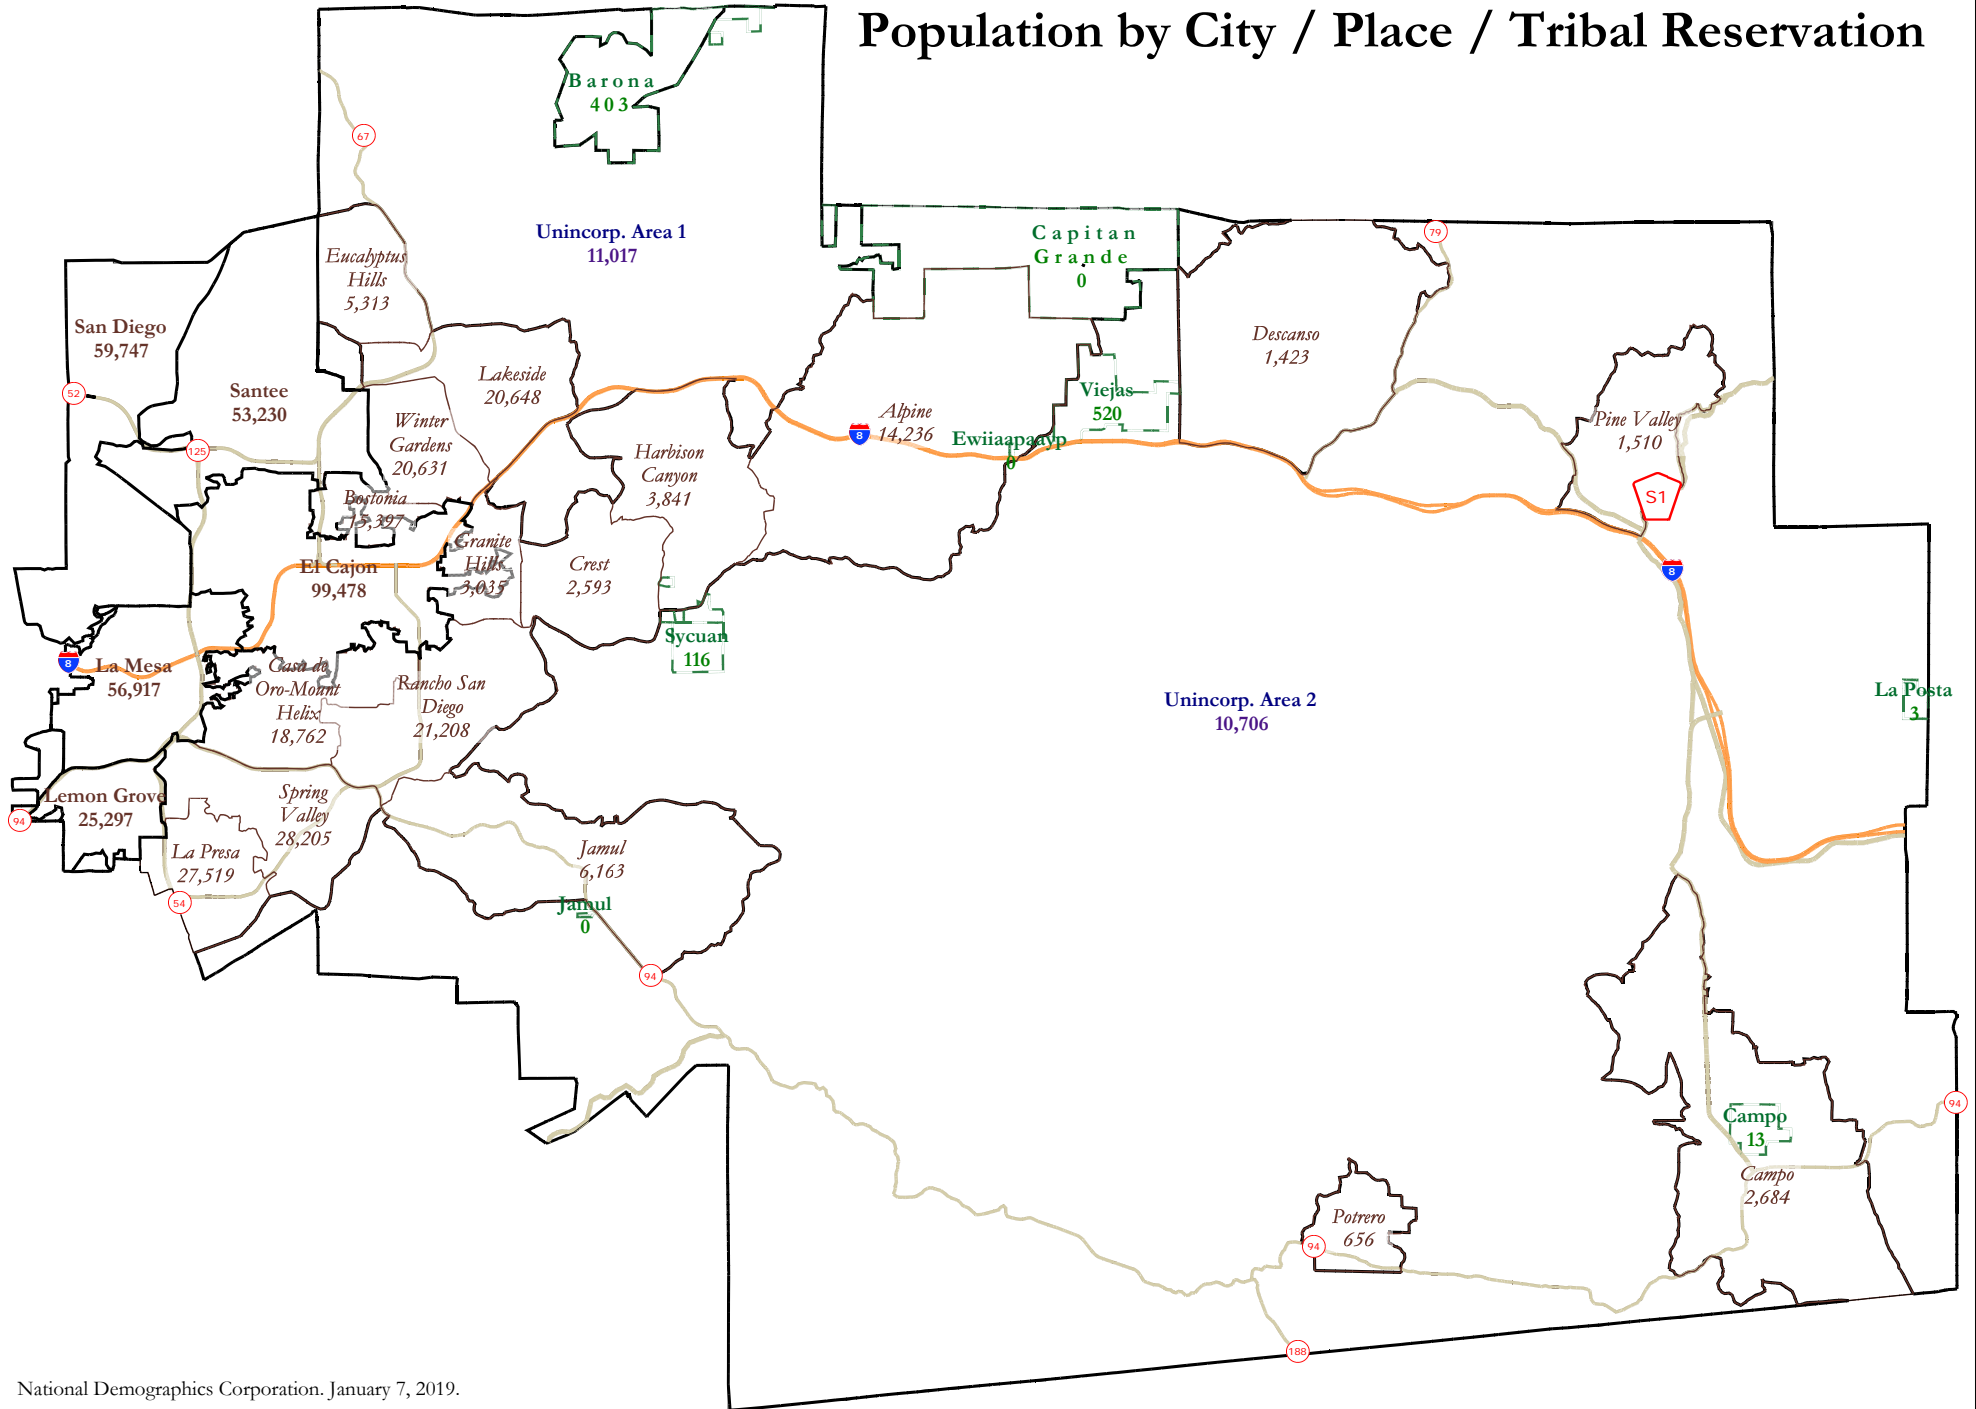 Population by City / Place / Tribal Reservation
Barona
403
67
Unincorp. Area 1
11,017
Capitan
Grande
0
79
Eucalyptus
Hills
5,313
San Diego
59,747
Descanso
1,423
Lakeside
20,648
Santee
53,230
52
Viejas
520
Alpine
14,236
8
Ewiiaapaayp
0
Pine Valley
1,510
Winter
Gardens
20,631
125
Harbison
Canyon
3,841
S1
Bostonia
15,397
Granite
Hills
3,035
El Cajon
99,478
Crest
2,593
8
Sycuan
116
8
La Mesa
56,917
Casa de
Oro-Mount
Helix
18,762
Rancho San
Diego
21,208
Unincorp. Area 2
10,706
La Posta
3
Lemon Grove
25,297
94
Spring
Valley
28,205
La Presa
27,519
54
Jamul
6,163
Jamul
0
94
94
Campo
13
Campo
2,684
Potrero
656
94
188
National Demographics Corporation. January 7, 2019.